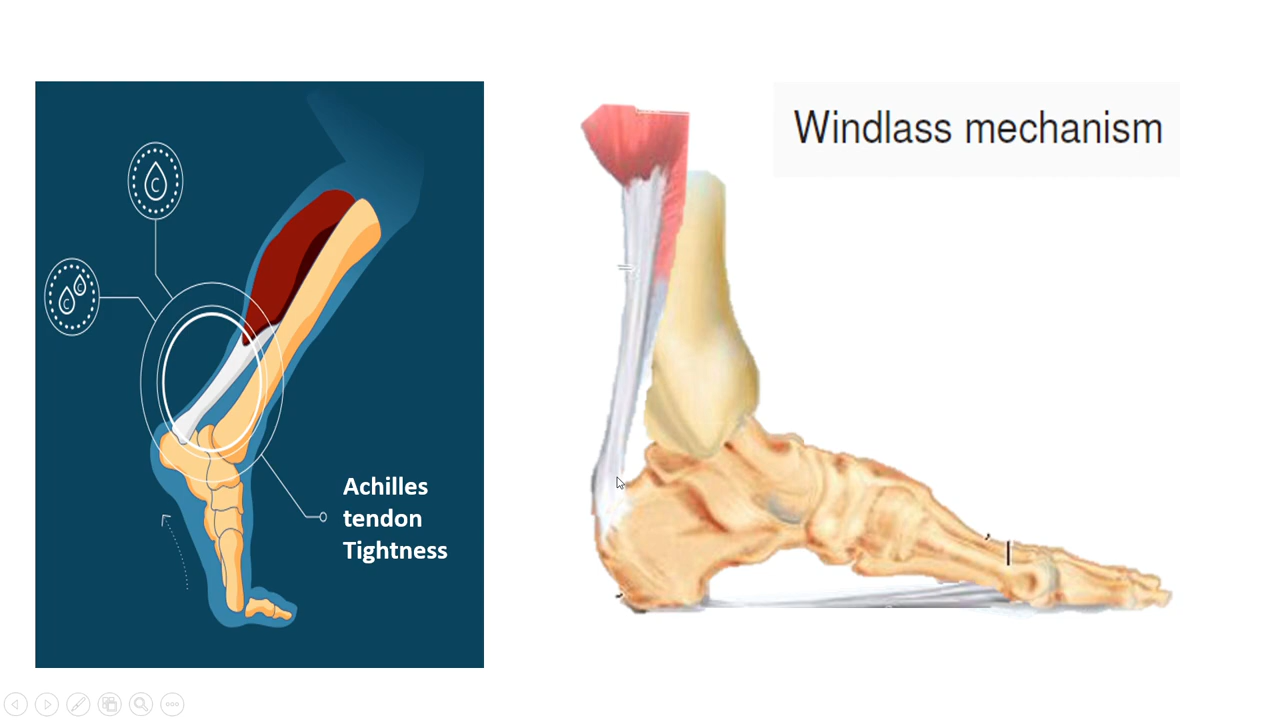 Windlass mechanism
C
C
C
Achilles
tendon
Tightness